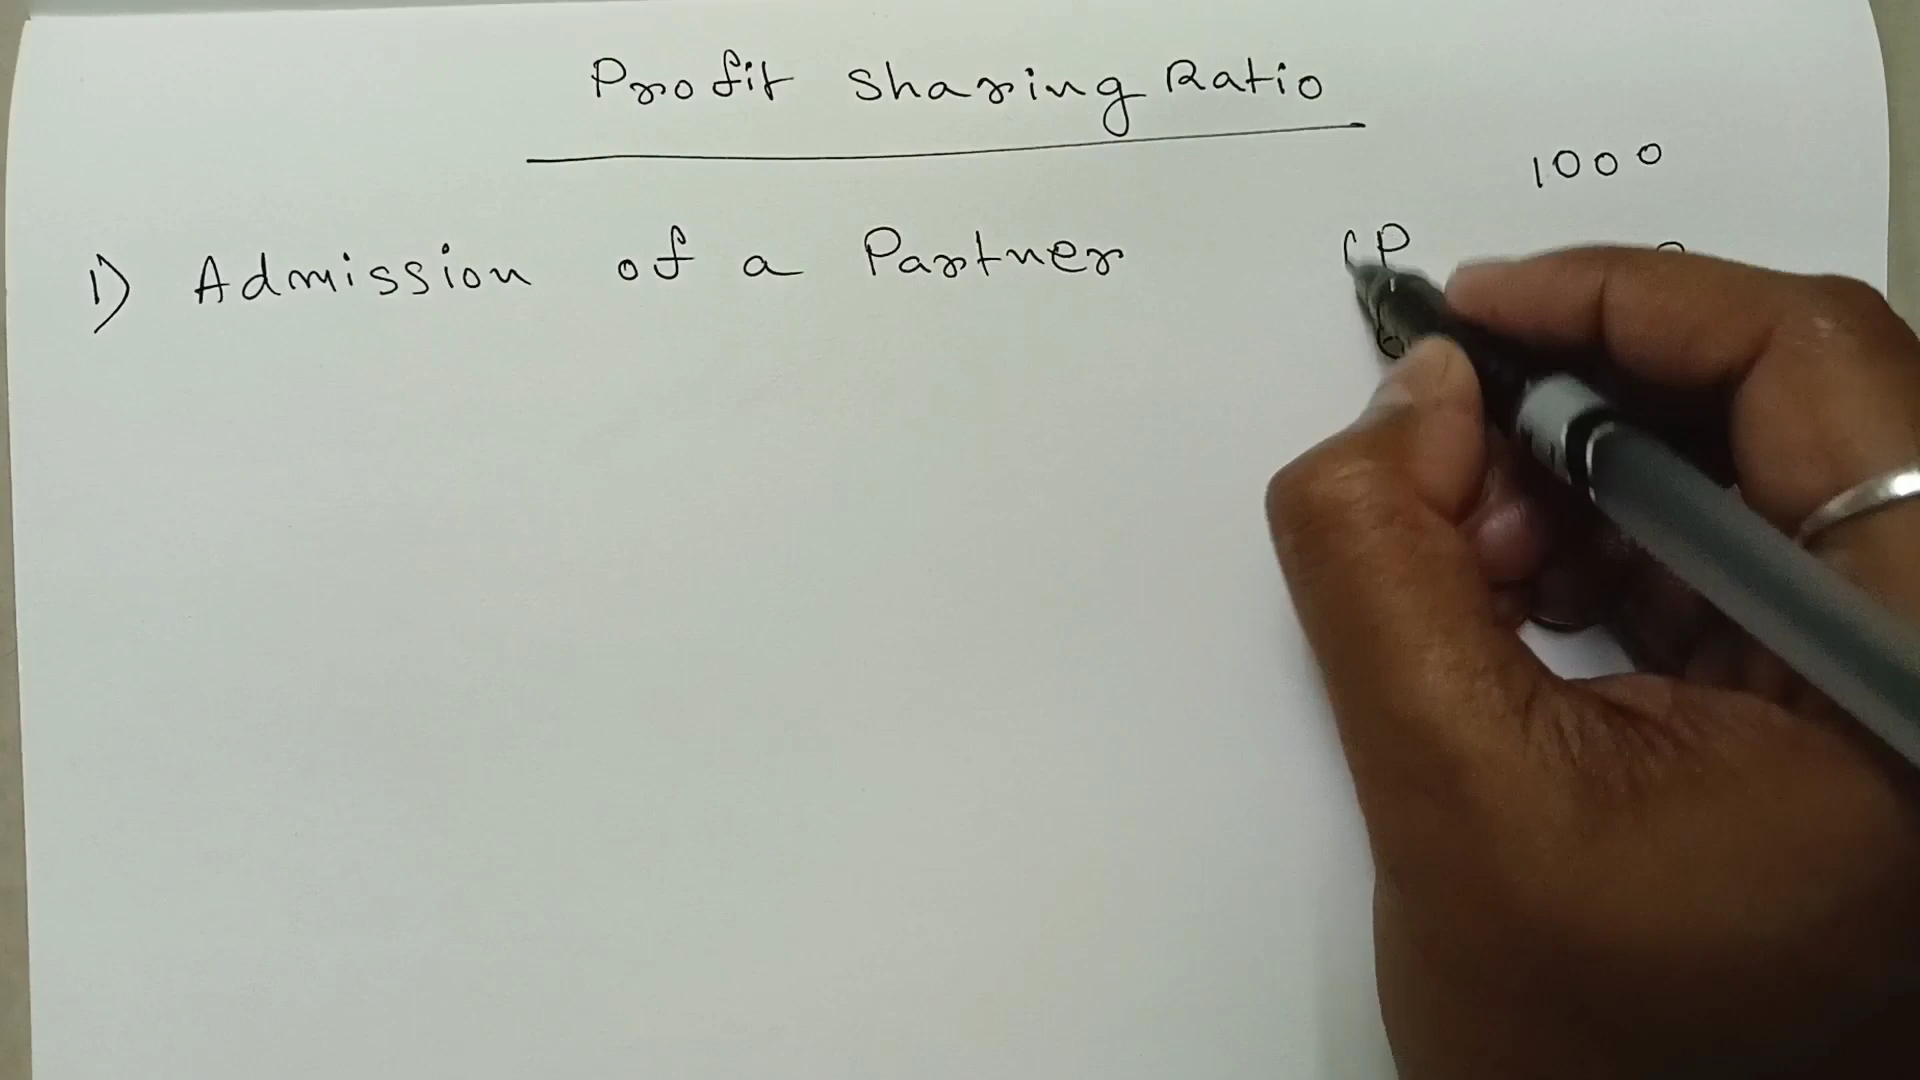 Profit Sharing Ratio
1000
1) Admission of a Partner